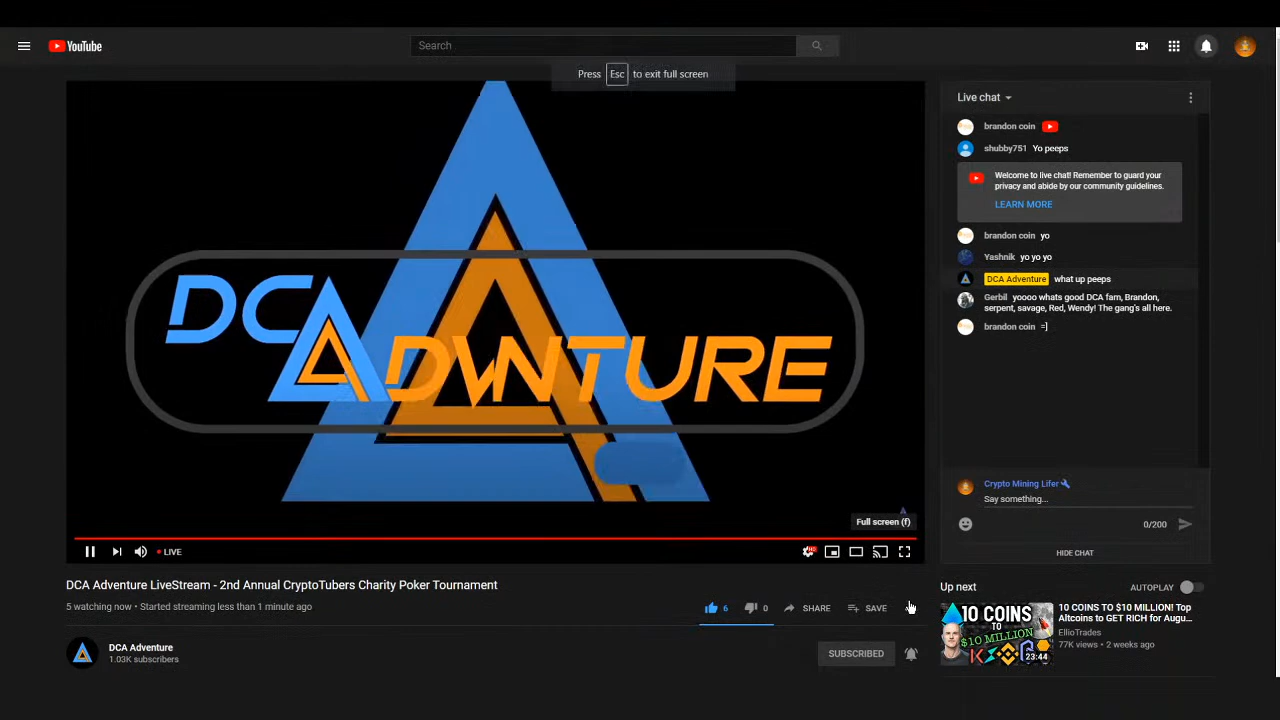 YouTube
Search
Press Esc to exit full screen
DCA ADVNTURE
Full screen (f)
LIVE
DCA Adventure LiveStream - 2nd Annual CryptoTubers Charity Poker Tournament
5 watching now • Started streaming less than 1 minute ago
6
0
SHARE
SAVE
DCA Adventure
1.03K subscribers
SUBSCRIBED
Live chat
brandon coin
shubby751 Yo peeps
Welcome to live chat! Remember to guard your
privacy and abide by our community guidelines.
LEARN MORE
brandon coin yo
Yashnik yo yo yo
DCA Adventure what up peeps
Gerbil yoooo whats good DCA fam, Brandon,
serpent, savage, Red, Wendy! The gang's all here.
brandon coin =]
Crypto Mining Lifer
Say something...
0/200
HIDE CHAT
Up next
AUTOPLAY
10 COINS
TO
$10 MILLION
23:44
10 COINS TO $10 MILLION! Top
Altcoins to GET RICH for Augu...
EllioTrades
77K views • 2 weeks ago